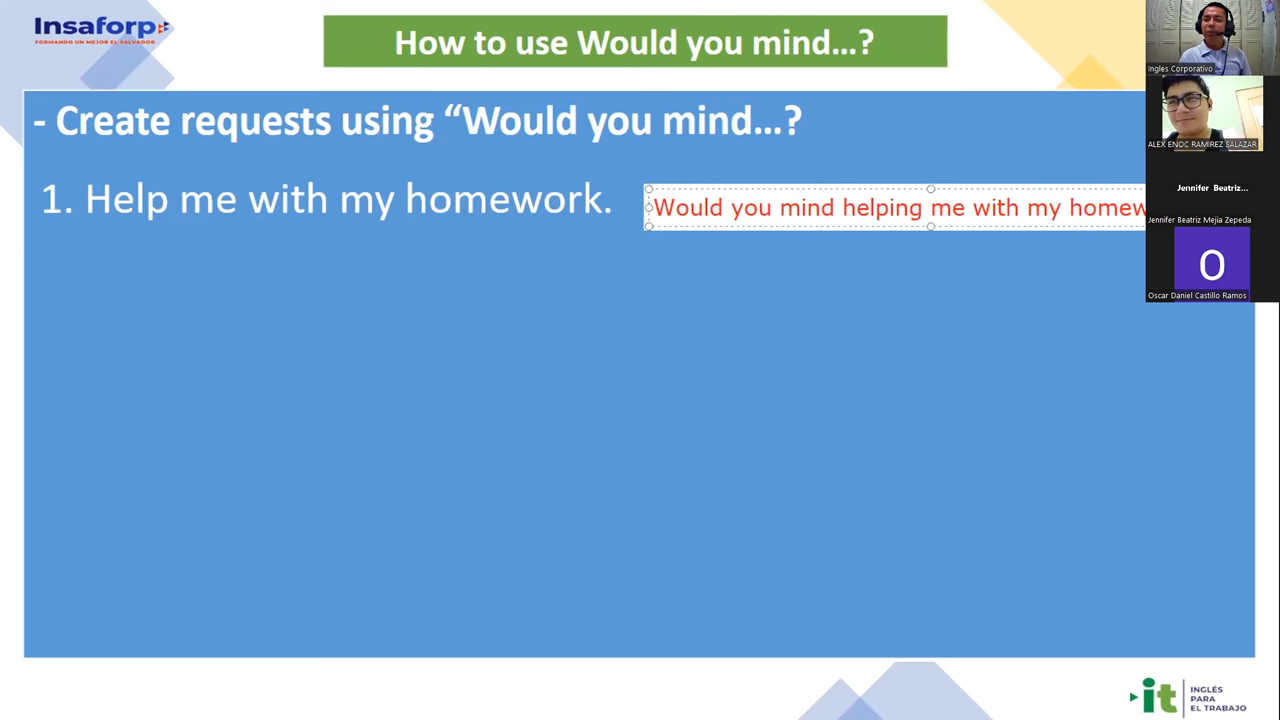 Insaforp
FORMANDO UN MEJOR EL SALVADOR
How to use Would you mind...?
- Create requests using “Would you mind...?
1. Help me with my homework.
Would you mind helping me with my homew
Ingles Corporativo
ALEX ENOC RAMIREZ SALAZAR
Jennifer Beatriz...
Jennifer Beatriz Mejia Zepeda
O
Oscar Daniel Castillo Ramos
it
INGLÉS
PARA
EL TRABAJO